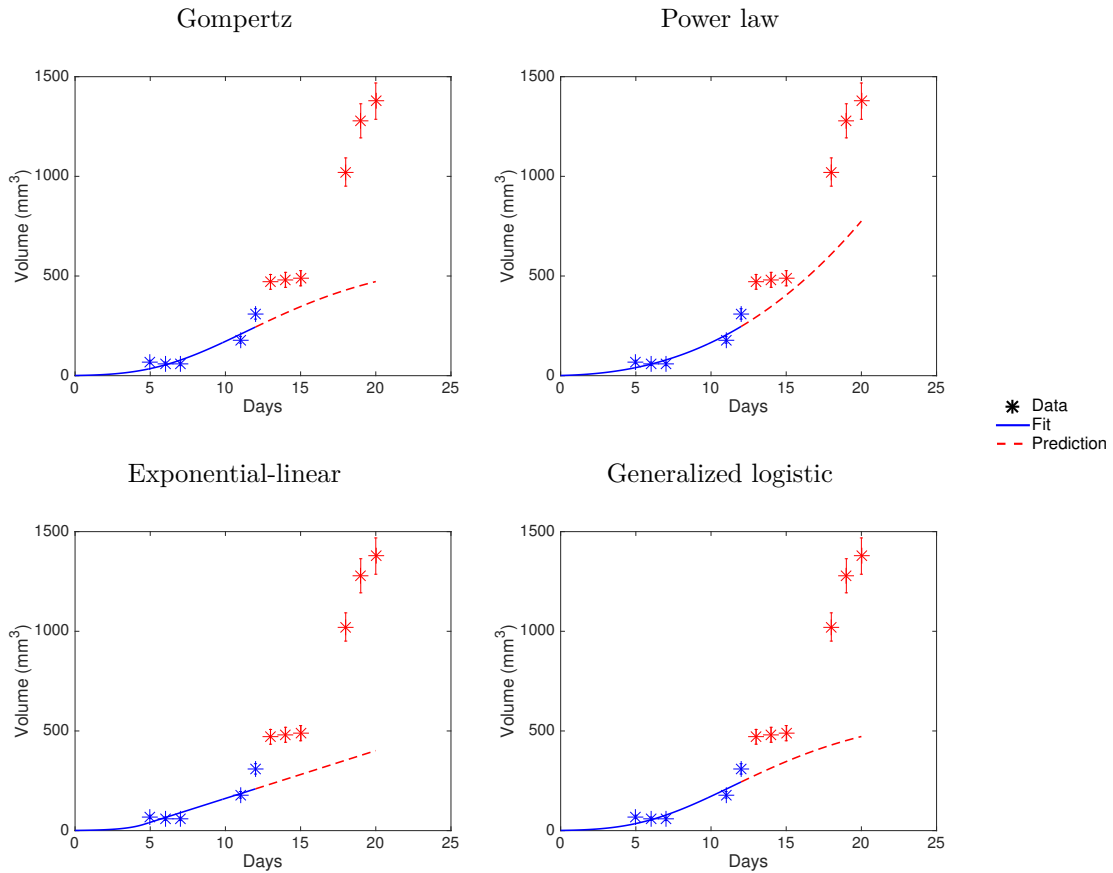 Gompertz
Power law
1500
1000
500
0
Volume (mm³)
0 5 10 15 20 25
Days
1500
1000
500
0
Volume (mm³)
0 5 10 15 20 25
Days
Data
Fit
Prediction
Exponential-linear
Generalized logistic
1500
1000
500
0
Volume (mm³)
0 5 10 15 20 25
Days
1500
1000
500
0
Volume (mm³)
0 5 10 15 20 25
Days